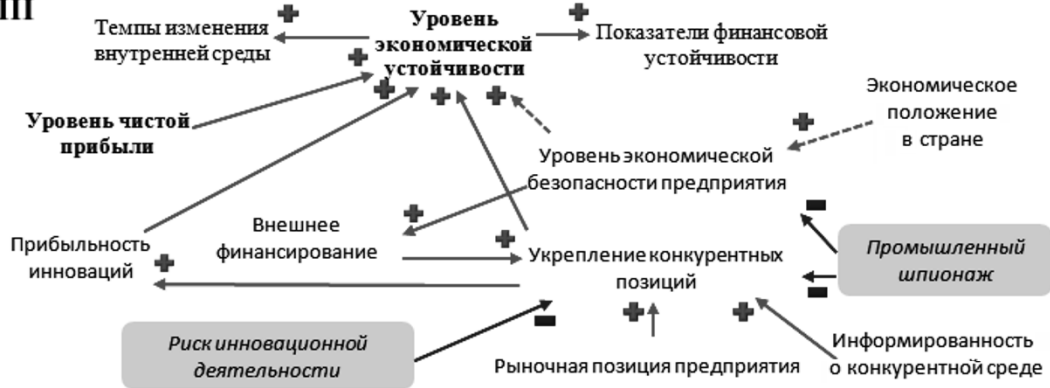 III
Темпы изменения
внутренней среды
Уровень
экономической
устойчивости
Показатели финансовой
устойчивости
Экономическое
положение
в стране
Уровень чистой
прибыли
Уровень экономической
безопасности предприятия
Прибыльность
инноваций
Внешнее
финансирование
Укрепление конкурентных
позиций
Промышленный
шпионаж
Риск инновационной
деятельности
Рыночная позиция предприятия
Информированность
о конкурентной среде